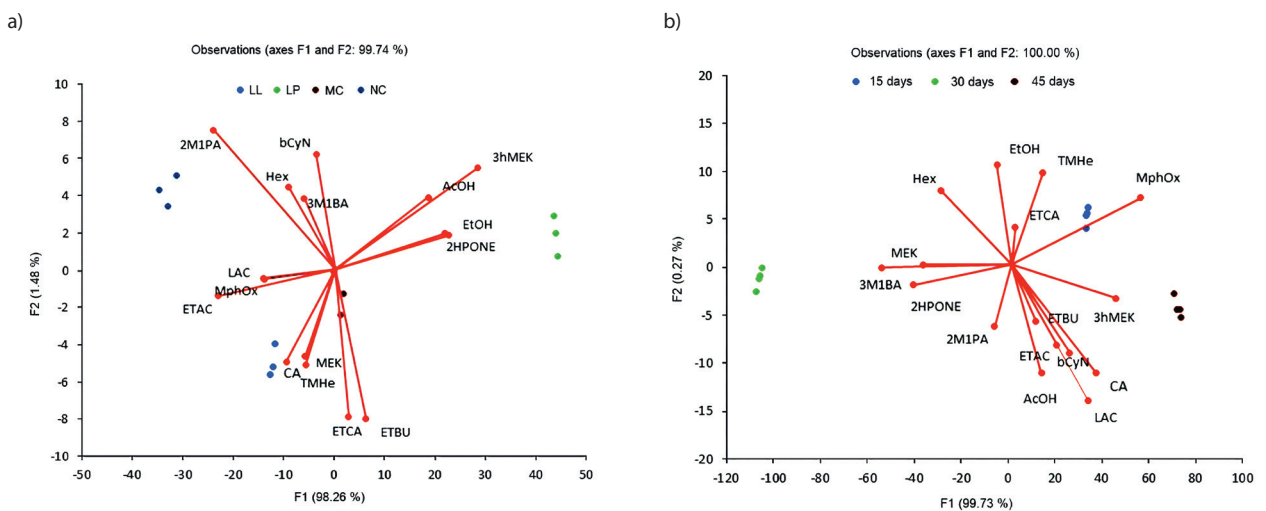 a)
Observations (axes F1 and F2: 99.74 %)
LL LP MC NC
10
8
6
4
2
0
-2
-4
-6
-8
-10
F2 (1.48 %)
2M1PA
bCyN
3hMEK
Hex
AcOH
3M1BA
EtOH
2HPONE
LAC
MphOx
ETAC
MEK
CA
TMHe
ETCA
ETBU
-50 -40 -30 -20 -10 0 10 20 30 40 50
F1 (98.26 %)
b)
Observations (axes F1 and F2: 100.00 %)
15 days 30 days 45 days
20
15
10
5
0
-5
-10
-15
-20
F2 (0.27 %)
EtOH
TMHe
Hex
MphOx
ETCA
MEK
3M1BA
2HPONE
3hMEK
ETBU
2M1PA
ETAC
bCyN
CA
AcOH
LAC
-120 -100 -80 -60 -40 -20 0 20 40 60 80 100
F1 (99.73 %)